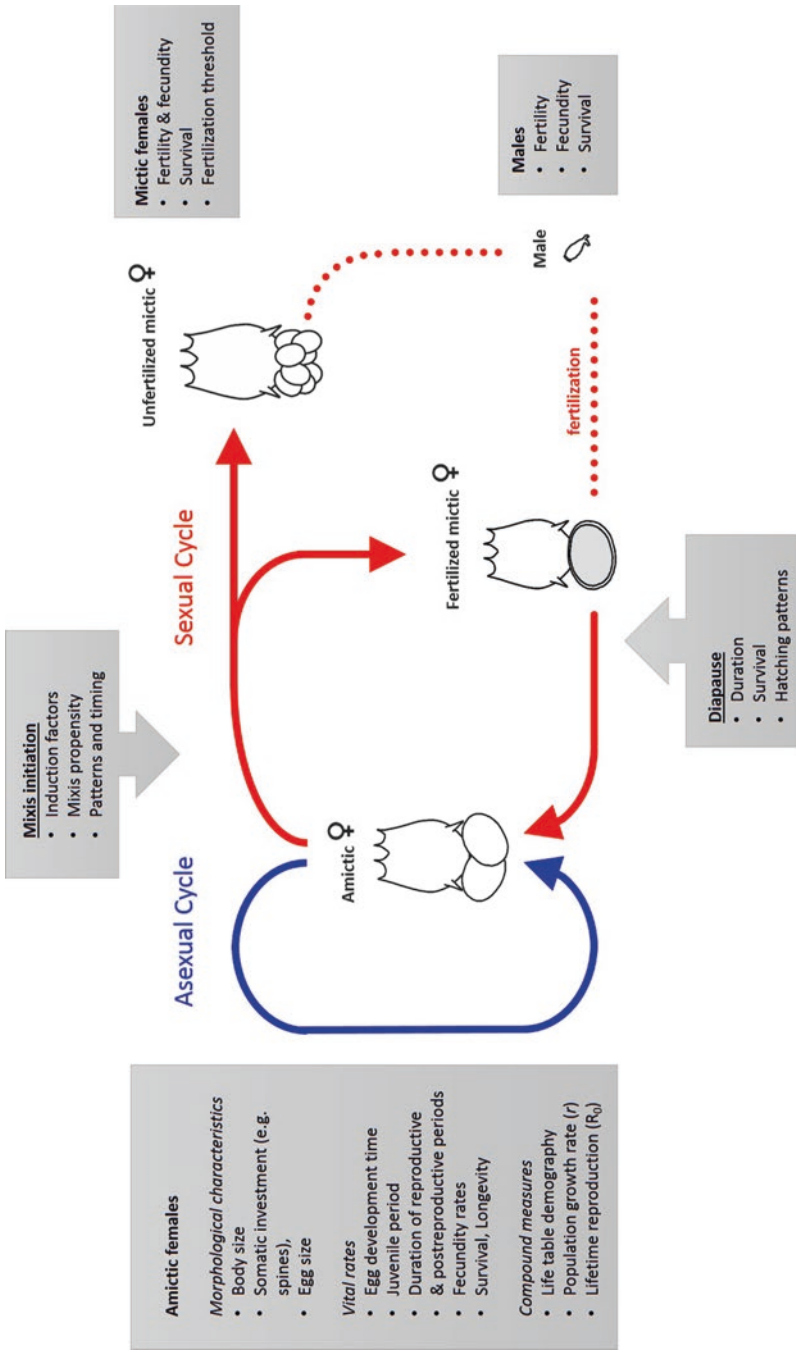 Amictic females
Morphological characteristics
• Body size
• Somatic investment (e.g.
spines),
• Egg size
Vital rates
• Egg development time
• Juvenile period
• Duration of reproductive
• & postreproductive periods
• Fecundity rates
• Survival, Longevity
Compound measures
• Life table demography
• Population growth rate (r)
• Lifetime reproduction (R₀)
Asexual Cycle
Amictic ♀
Mixis initiation
• Induction factors
• Mixis propensity
• Patterns and timing
Sexual Cycle
Unfertilized mictic ♀
Fertilized mictic ♀
fertilization
Male
Diapause
• Duration
• Survival
• Hatching patterns
Mictic females
• Fertility & fecundity
• Survival
• Fertilization threshold
Males
• Fertility
• Fecundity
• Survival